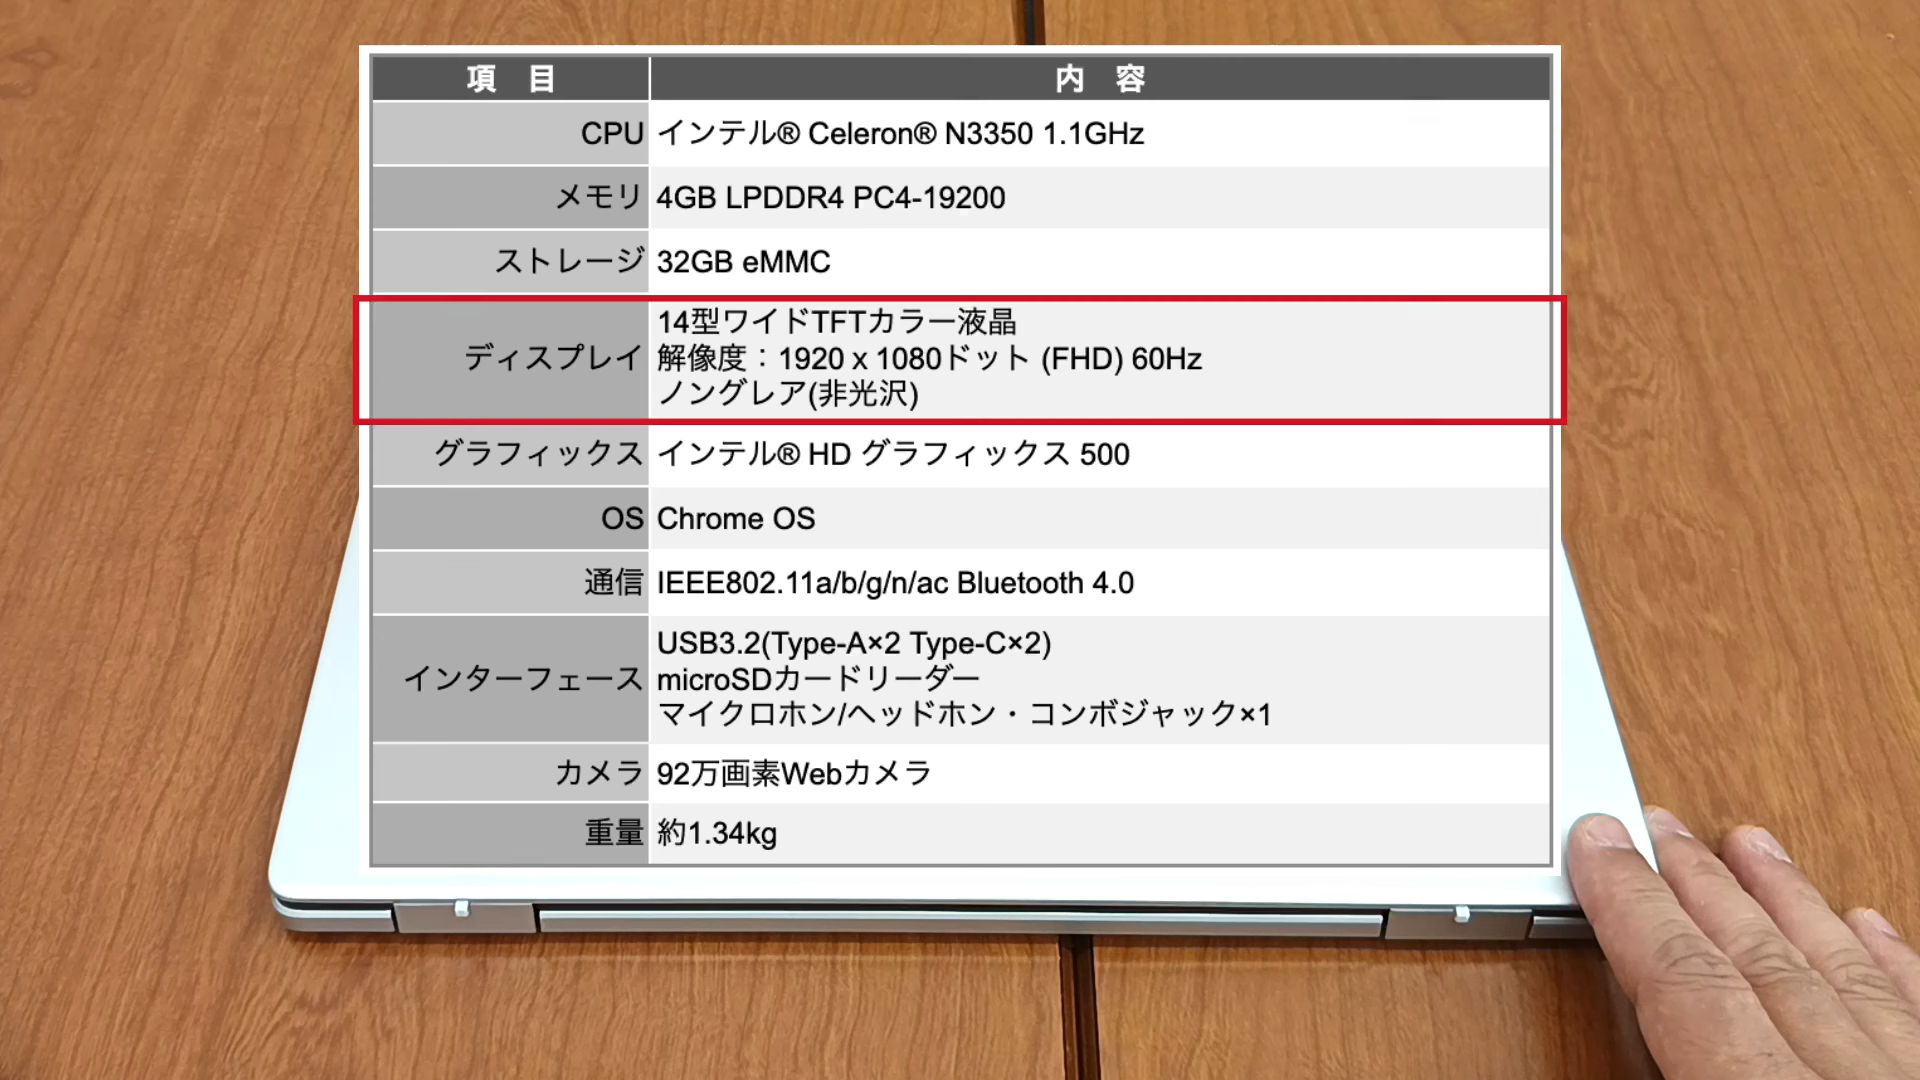 項 目 内 容
CPU インテル® Celeron® N3350 1.1GHz
メモリ 4GB LPDDR4 PC4-19200
ストレージ 32GB eMMC
ディスプレイ 14型ワイドTFTカラー液晶
解像度：1920 x 1080ドット (FHD) 60Hz
ノングレア(非光沢)
グラフィックス インテル® HD グラフィックス 500
OS Chrome OS
通信 IEEE802.11a/b/g/n/ac Bluetooth 4.0
インターフェース USB3.2(Type-A×2 Type-C×2)
microSDカードリーダー
マイクロホン/ヘッドホン・コンボジャック×1
カメラ 92万画素Webカメラ
重量 約1.34kg